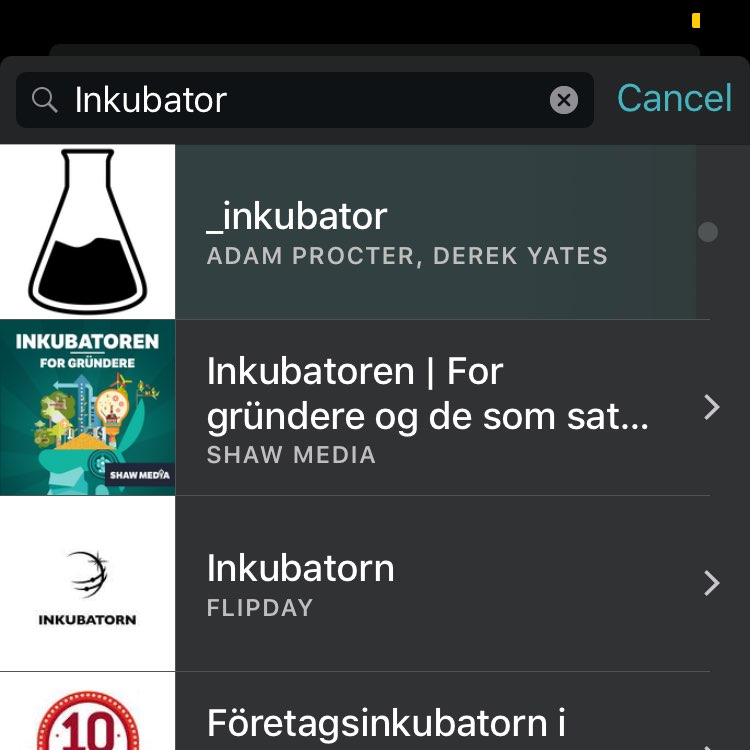 Inkubator
Cancel
_inkubator
ADAM PROCTER, DEREK YATES
INKUBATOREN
FOR GRÜNDERE
SHAW MEDIA
Inkubatoren | For
gründere og de som sat...
SHAW MEDIA
INKUBATORN
Inkubatorn
FLIPDAY
10
Företagsinkubatorn i